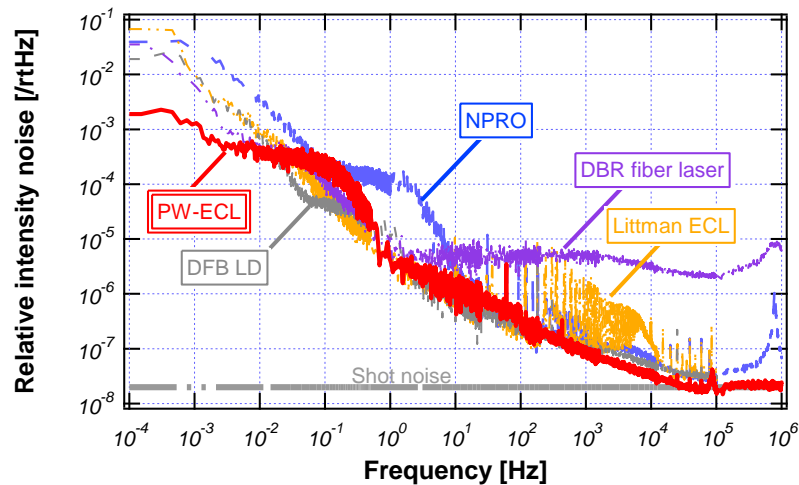 Relative intensity noise [/rtHz]
10^-1
10^-2
10^-3
10^-4
10^-5
10^-6
10^-7
10^-8
NPRO
DBR fiber laser
PW-ECL
Littman ECL
DFB LD
Shot noise
10^-4 10^-3 10^-2 10^-1 10^0 10^1 10^2 10^3 10^4 10^5 10^6
Frequency [Hz]